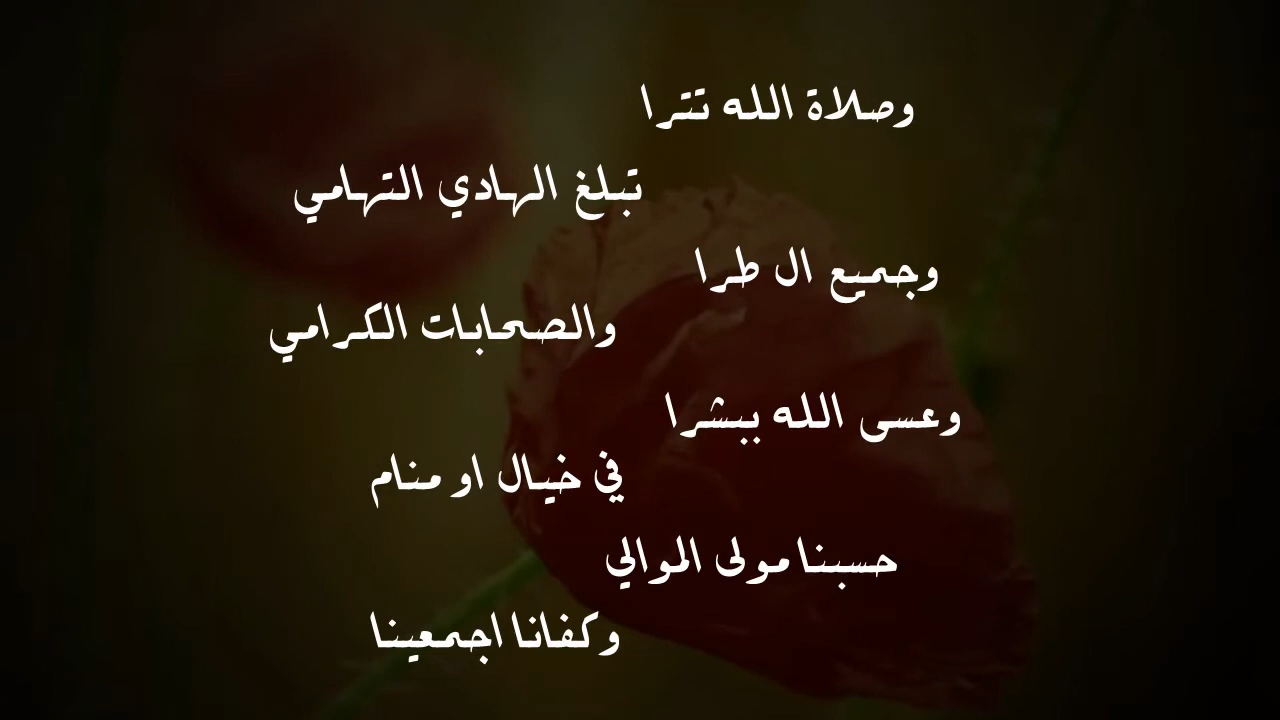 وصلاة الله تترا
تبلغ الهادي التهامي
وجميع ال طرا
والصحابات الكرامي
وعسى الله ببشرا
في خيال او منام
حسبنا مولى الموالي
وكفانا اجمعينا